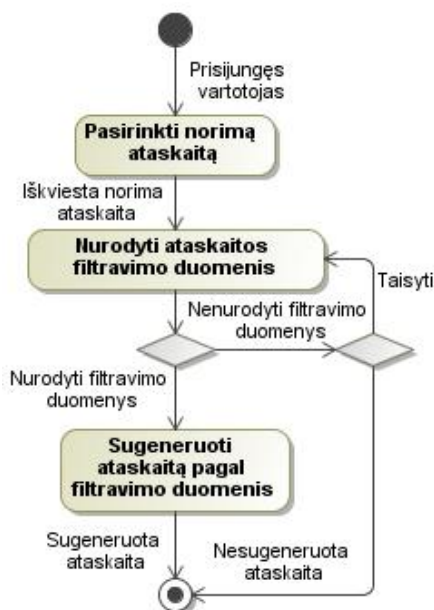 Prisijungęs
vartotojas
Pasirinkti norimą
ataskaitą
Iškviesta norima
ataskaita
Nurodyti ataskaitos
filtravimo duomenis
Taisyti
Nenurodyti filtravimo
duomenys
Nurodyti filtravimo
duomenys
Sugeneruoti
ataskaitą pagal
filtravimo duomenis
Sugeneruota
ataskaita
Nesugeneruota
ataskaita